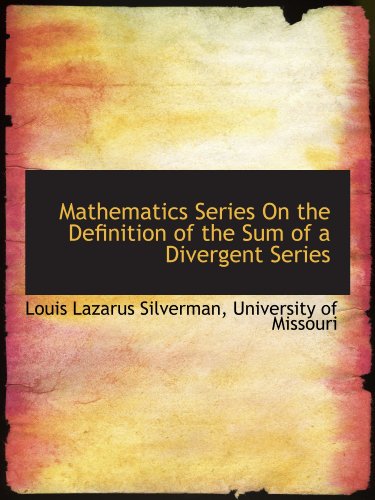 Mathematics Series On the
Definition of the Sum of a
Divergent Series
Louis Lazarus Silverman, University of
Missouri